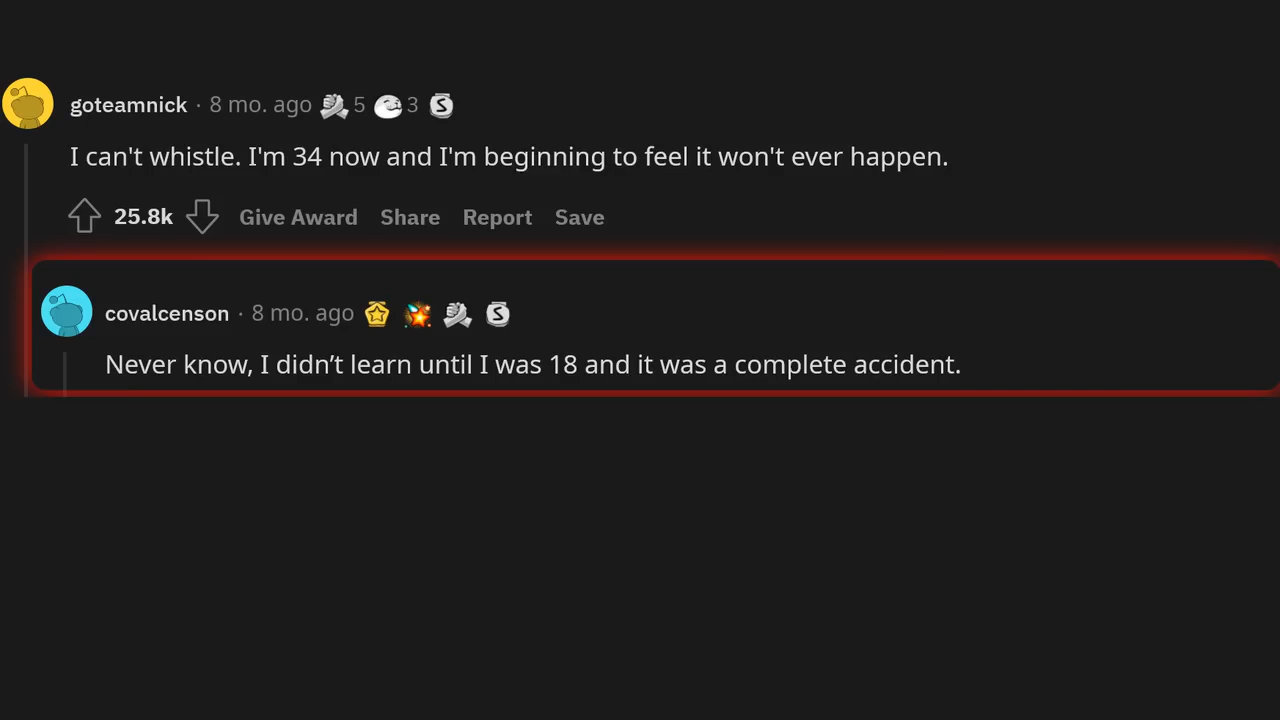 goteamnick · 8 mo. ago 5 3
I can't whistle. I'm 34 now and I'm beginning to feel it won't ever happen.
25.8k Give Award Share Report Save
covalcenson · 8 mo. ago
Never know, I didn’t learn until I was 18 and it was a complete accident.